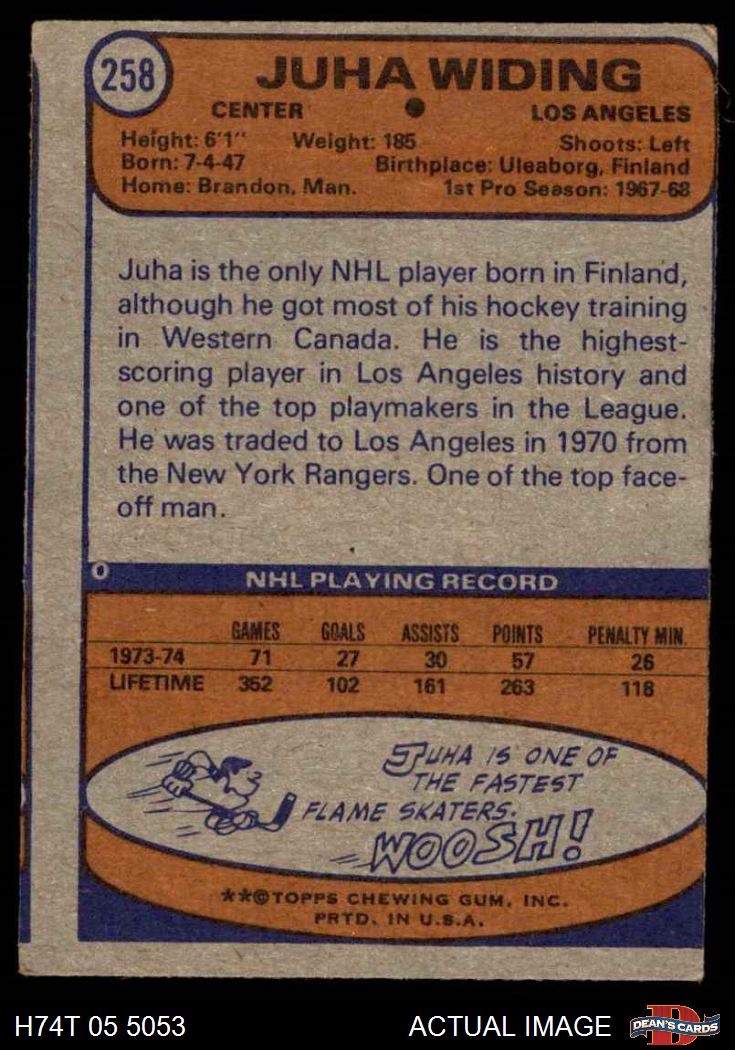 258
JUHA WIDING
CENTER • LOS ANGELES
Height: 6'1" Weight: 185 Shoots: Left
Born: 7-4-47 Birthplace: Uleaborg, Finland
Home: Brandon, Man. 1st Pro Season: 1967-68
Juha is the only NHL player born in Finland,
although he got most of his hockey training
in Western Canada. He is the highest-
scoring player in Los Angeles history and
one of the top playmakers in the League.
He was traded to Los Angeles in 1970 from
the New York Rangers. One of the top face-
off man.
NHL PLAYING RECORD
GAMES GOALS ASSISTS POINTS PENALTY MIN.
1973-74 71 27 30 57 26
LIFETIME 352 102 161 263 118
JUHA IS ONE OF
THE FASTEST
FLAME SKATERS.
WOOSH!
**©TOPPS CHEWING GUM, INC.
PRTD. IN U.S.A.
H74T 05 5053 ACTUAL IMAGE
D
DEAN'S CARDS